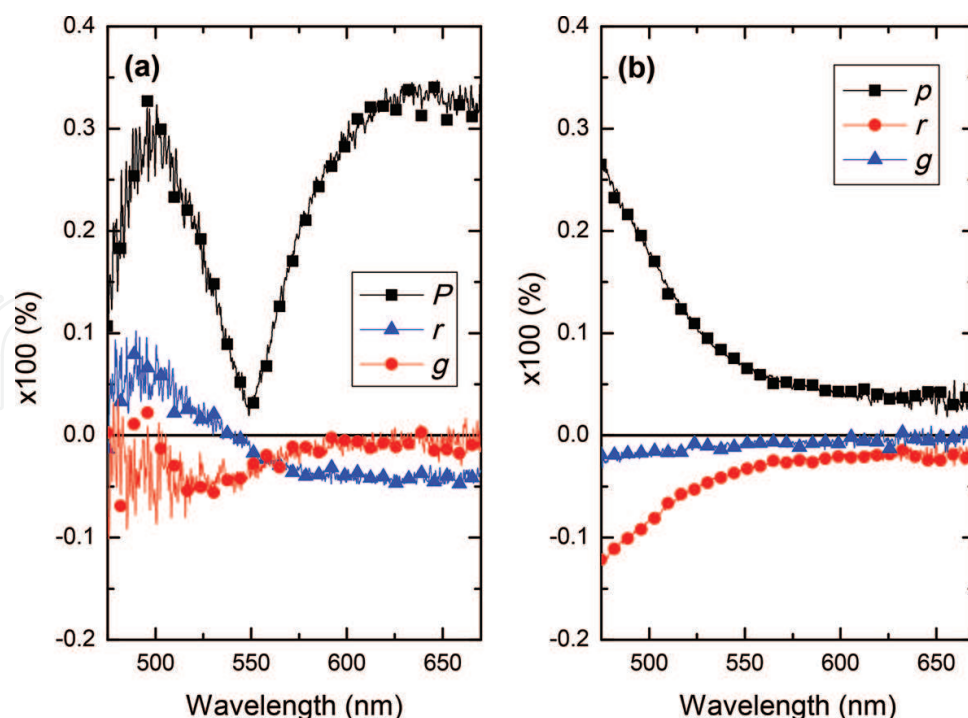 (a)
0.4
0.3
0.2
0.1
0.0
-0.1
-0.2
x100 (%)
P
r
g
500 550 600 650
Wavelength (nm)
(b)
0.4
0.3
0.2
0.1
0.0
-0.1
-0.2
x100 (%)
p
r
g
500 550 600 650
Wavelength (nm)